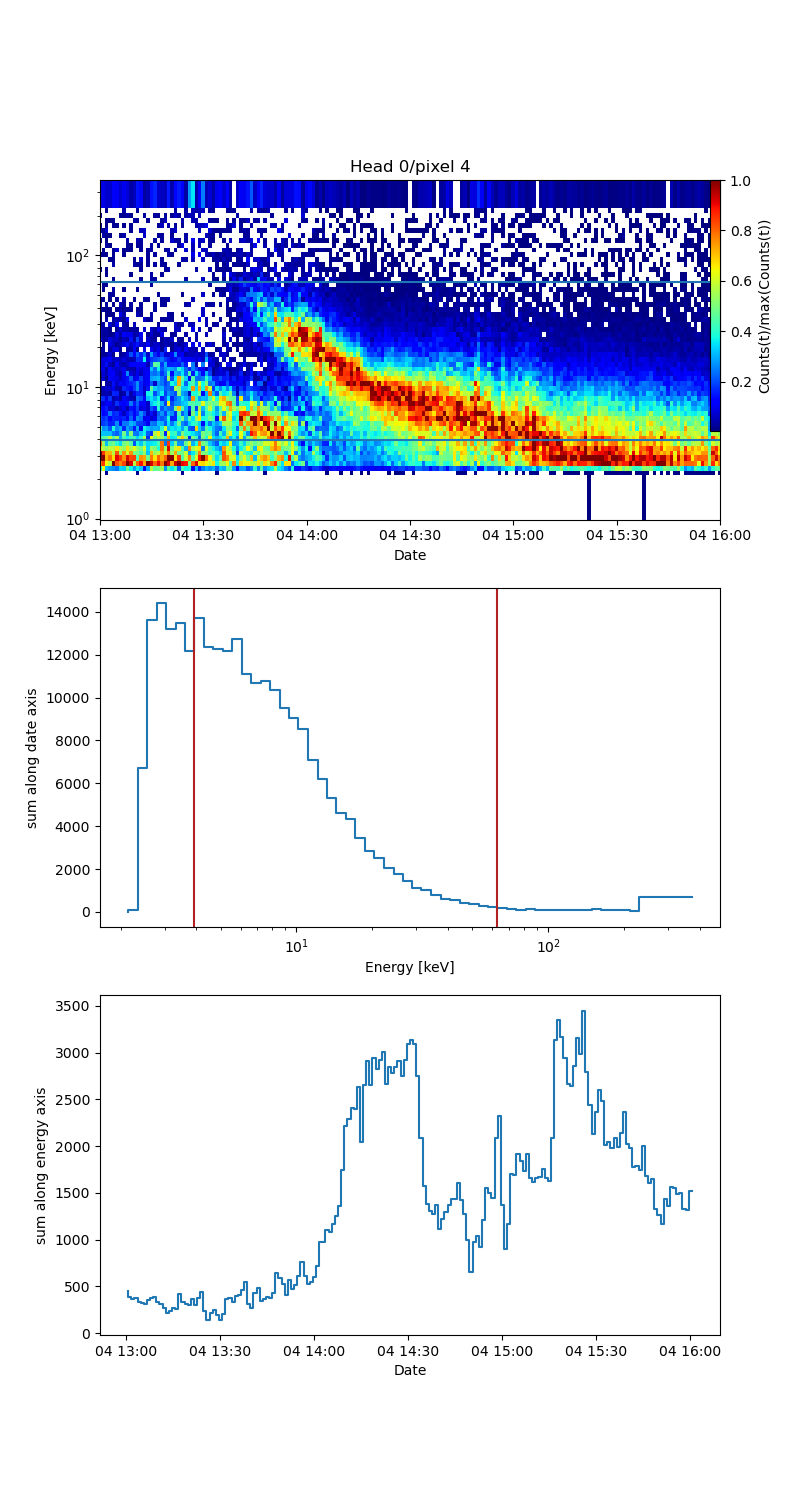 Head 0/pixel 4
Energy [keV]
10²
10¹
10⁰
04 13:00 04 13:30 04 14:00 04 14:30 04 15:00 04 15:30 04 16:00
Date
1.0
0.8
0.6
0.4
0.2
Counts(t)/max(Counts(t))
sum along date axis
14000
12000
10000
8000
6000
4000
2000
0
10¹ 10²
Energy [keV]
sum along energy axis
3500
3000
2500
2000
1500
1000
500
0
04 13:00 04 13:30 04 14:00 04 14:30 04 15:00 04 15:30 04 16:00
Date